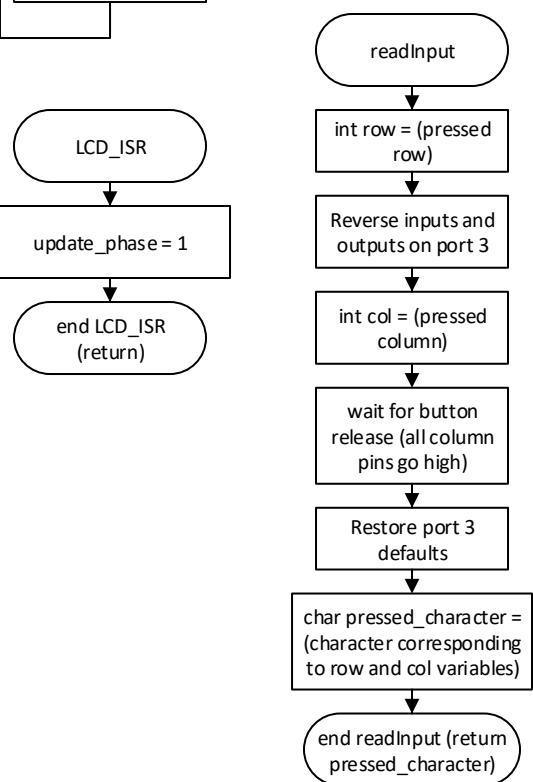 LCD_ISR
update_phase = 1
end LCD_ISR
(return)
readInput
int row = (pressed
row)
Reverse inputs and
outputs on port 3
int col = (pressed
column)
wait for button
release (all column
pins go high)
Restore port 3
defaults
char pressed_character =
(character corresponding
to row and col variables)
end readInput (return
pressed_character)